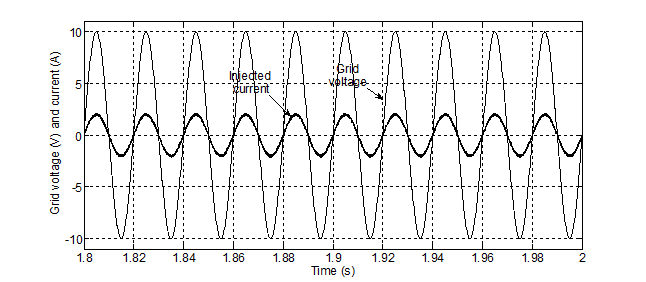 Grid voltage (V) and current (A)
10
5
0
-5
-10
Injected
current
Grid
voltage
1.8 1.82 1.84 1.86 1.88 1.9 1.92 1.94 1.96 1.98 2
Time (s)